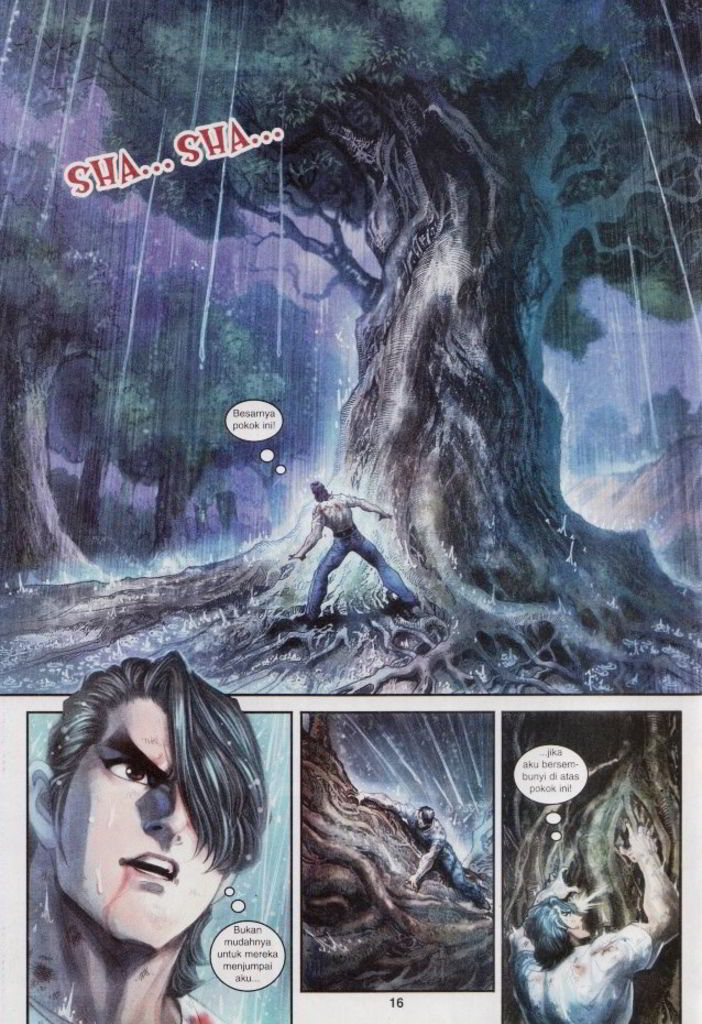 SHA... SHA...
Besarnya
pokok ini!
Bukan
mudahnya
untuk mereka
menjumpai
aku...
...jika
aku bersem-
bunyi di atas
pokok ini!
16